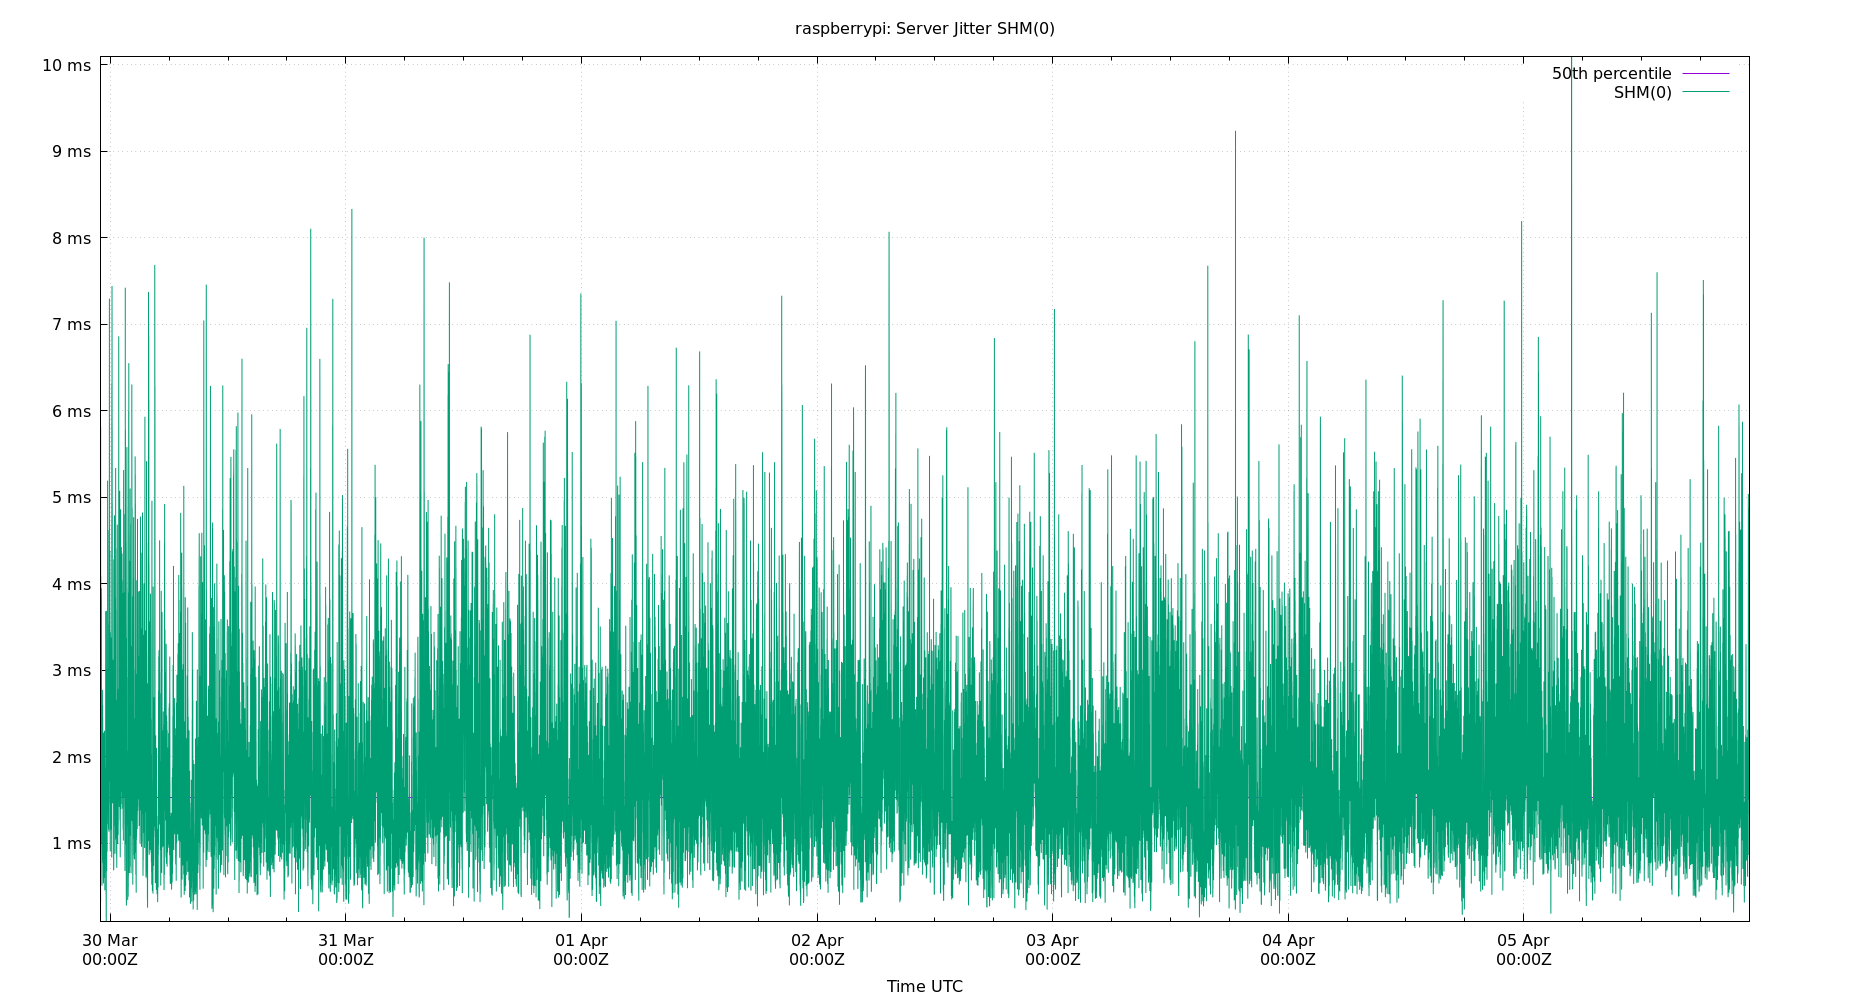 raspberrypi: Server Jitter SHM(0)
10 ms
50th percentile
SHM(0)
9 ms
8 ms
7 ms
6 ms
5 ms
4 ms
3 ms
2 ms
1 ms
30 Mar 31 Mar 01 Apr 02 Apr 03 Apr 04 Apr 05 Apr
00:00Z 00:00Z 00:00Z 00:00Z 00:00Z 00:00Z 00:00Z
Time UTC